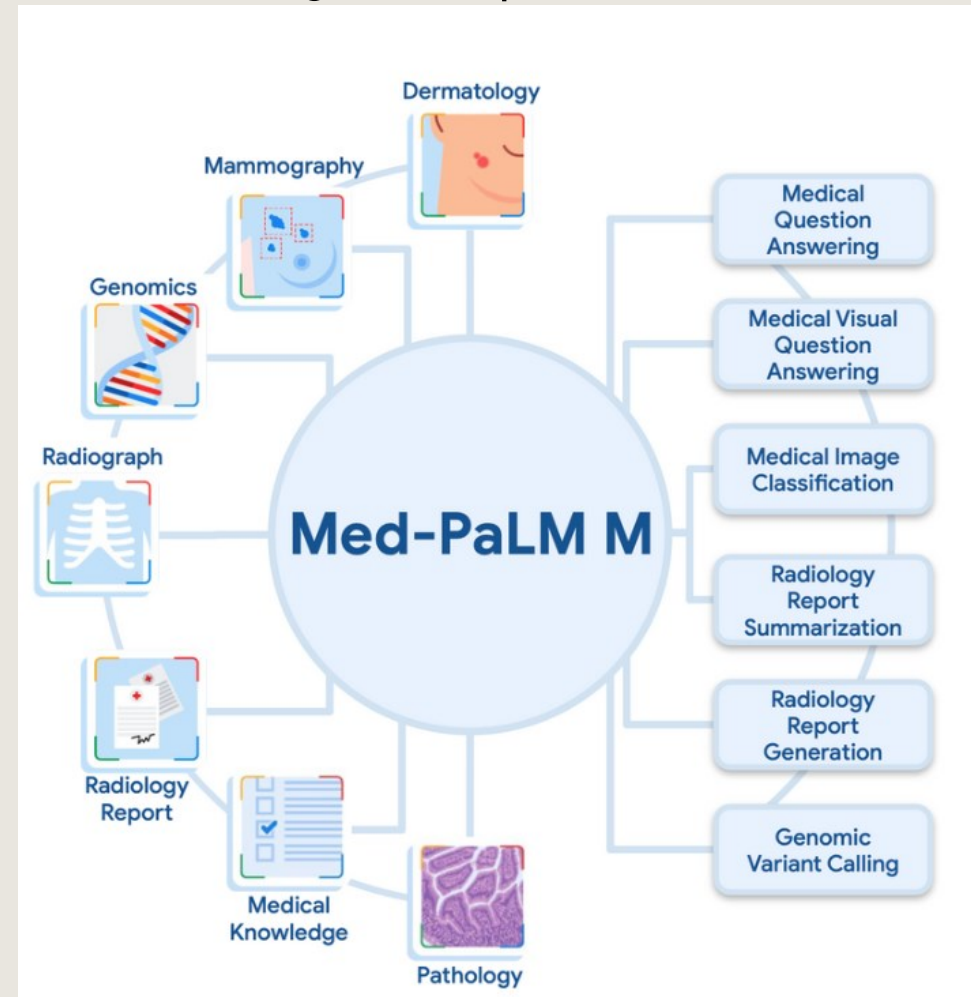 Dermatology
Mammography
Genomics
Radiograph
Radiology
Report
Medical
Knowledge
Pathology
Med-PaLM M
Medical
Question
Answering
Medical Visual
Question
Answering
Medical Image
Classification
Radiology
Report
Summarization
Radiology
Report
Generation
Genomic
Variant Calling